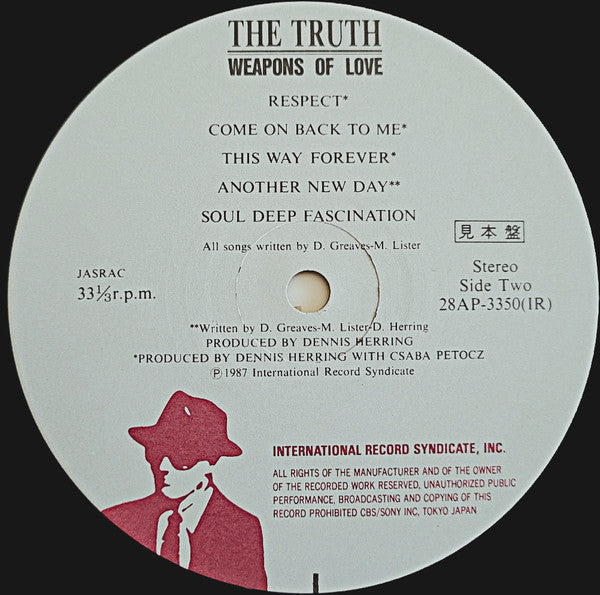 THE TRUTH
WEAPONS OF LOVE
RESPECT*
COME ON BACK TO ME*
THIS WAY FOREVER*
ANOTHER NEW DAY**
SOUL DEEP FASCINATION
All songs written by D. Greaves-M. Lister
見本盤
JASRAC
33⅓r.p.m.
Stereo
Side Two
28AP-3350(IR)
**Written by D. Greaves-M. Lister-D. Herring
PRODUCED BY DENNIS HERRING
*PRODUCED BY DENNIS HERRING WITH CSABA PETOCZ
Ⓟ1987 International Record Syndicate
INTERNATIONAL RECORD SYNDICATE, INC.
ALL RIGHTS OF THE MANUFACTURER AND OF THE OWNER
OF THE RECORDED WORK RESERVED, UNAUTHORIZED PUBLIC
PERFORMANCE, BROADCASTING AND COPYING OF THIS
RECORD PROHIBITED CBS/SONY INC. TOKYO JAPAN